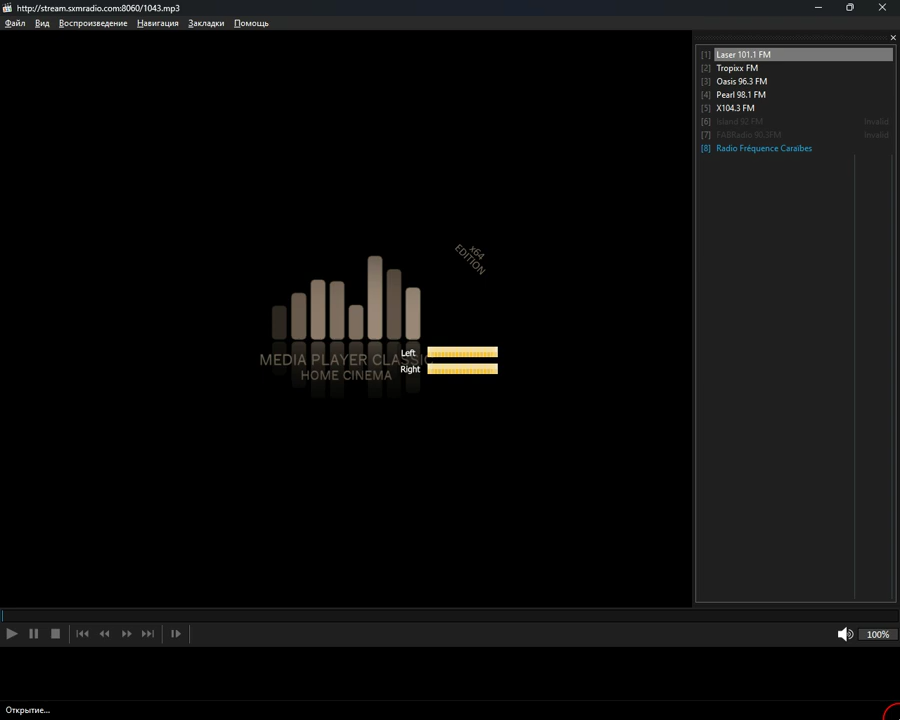 http://stream.sxmradio.com:8060/1043.mp3
Файл Вид Воспроизведение Навигация Закладки Помощь
[1] Laser 101.1 FM
[2] Tropixx FM
[3] Oasis 96.3 FM
[4] Pearl 98.1 FM
[5] X104.3 FM
[6] Island 92 FM Invalid
[7] FABRadio 90.3FM Invalid
[8] Radio Fréquence Caraïbes
x64
EDITION
MEDIA PLAYER CLASSIC
HOME CINEMA
Left
Right
100%
Открытие...